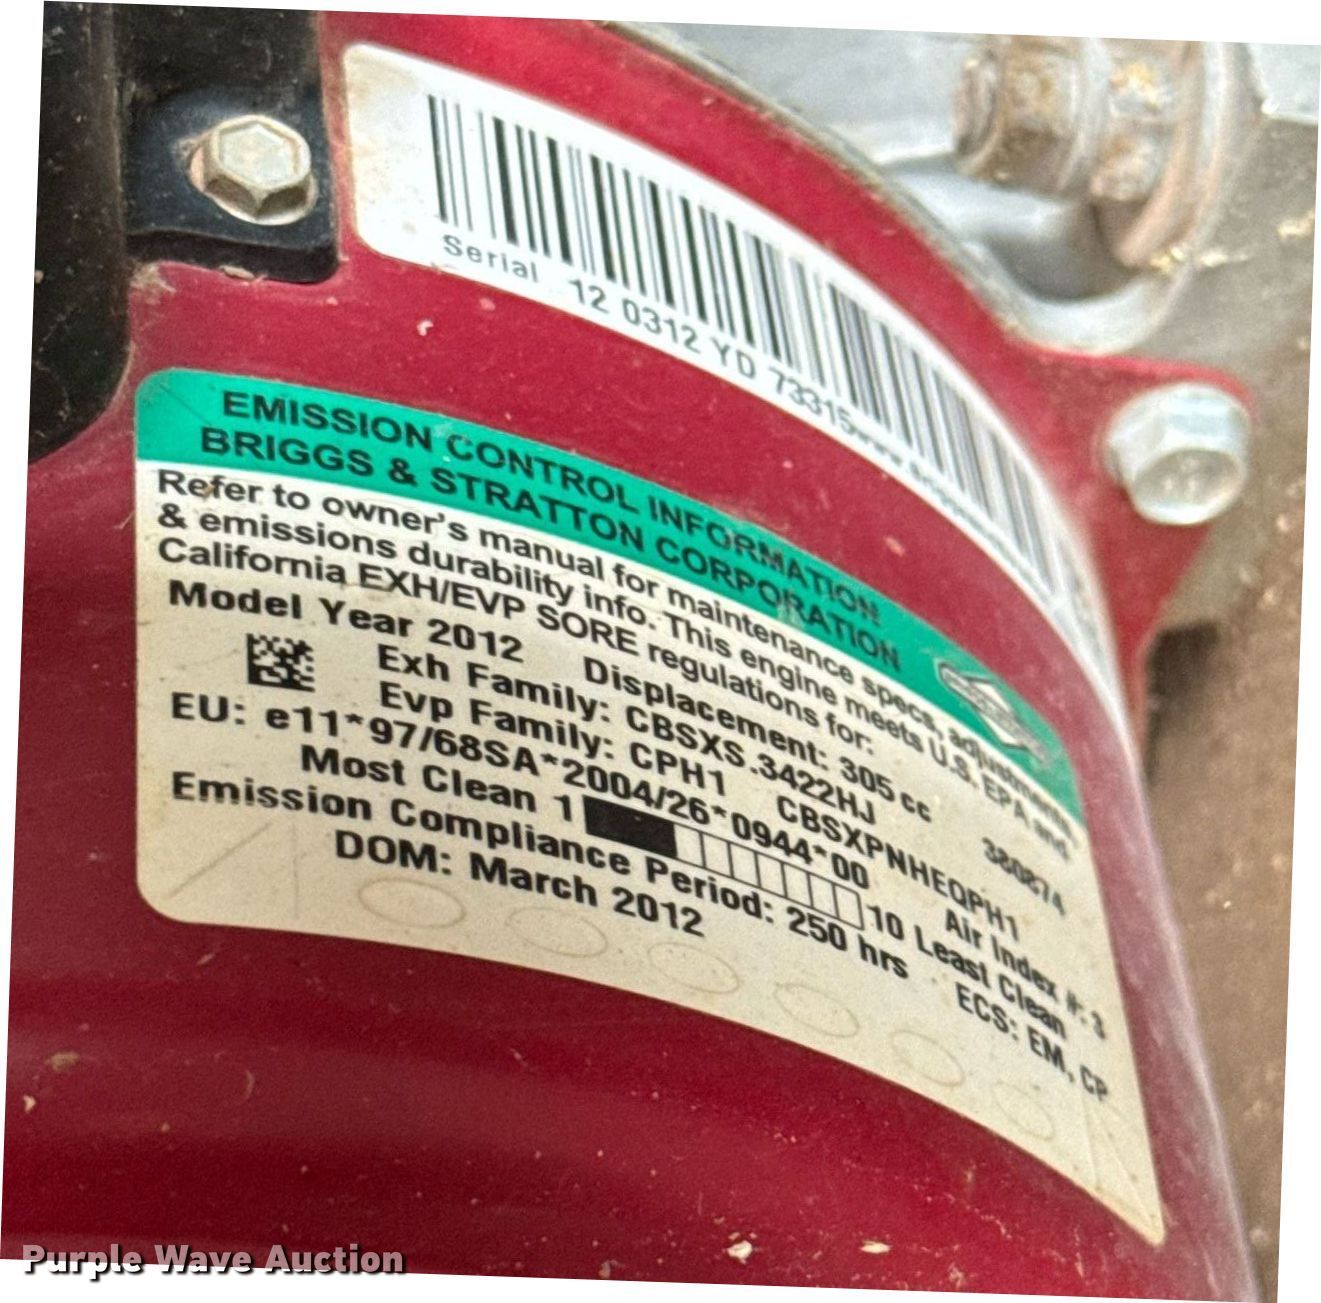 Serial 12 0312 YD 73315
EMISSION CONTROL INFORMATION
BRIGGS & STRATTON CORPORATION
Refer to owner's manual for maintenance specs, adjustments
& emissions durability info. This engine meets U.S. EPA and
California EXH/EVP SORE regulations for:
Model Year 2012 Displacement: 305 cc 380874
Exh Family: CBSXS.3422HJ
Evp Family: CPH1 CBSXPNHEQPH1
EU: e11*97/68SA*2004/26*0944*00 Air Index #: 3
Most Clean 1 10 Least Clean
Emission Compliance Period: 250 hrs ECS: EM, CP
DOM: March 2012
Purple Wave Auction